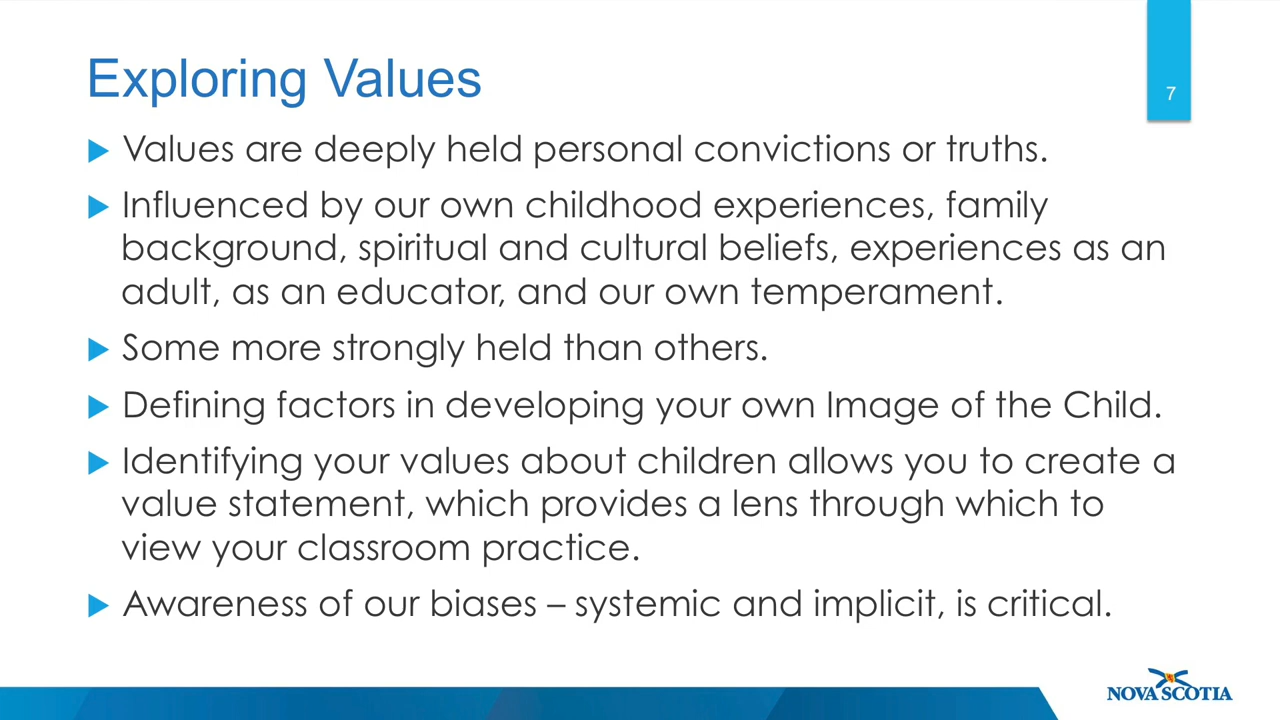 Exploring Values
7
Values are deeply held personal convictions or truths.
Influenced by our own childhood experiences, family
background, spiritual and cultural beliefs, experiences as an
adult, as an educator, and our own temperament.
Some more strongly held than others.
Defining factors in developing your own Image of the Child.
Identifying your values about children allows you to create a
value statement, which provides a lens through which to
view your classroom practice.
Awareness of our biases – systemic and implicit, is critical.
NOVA SCOTIA